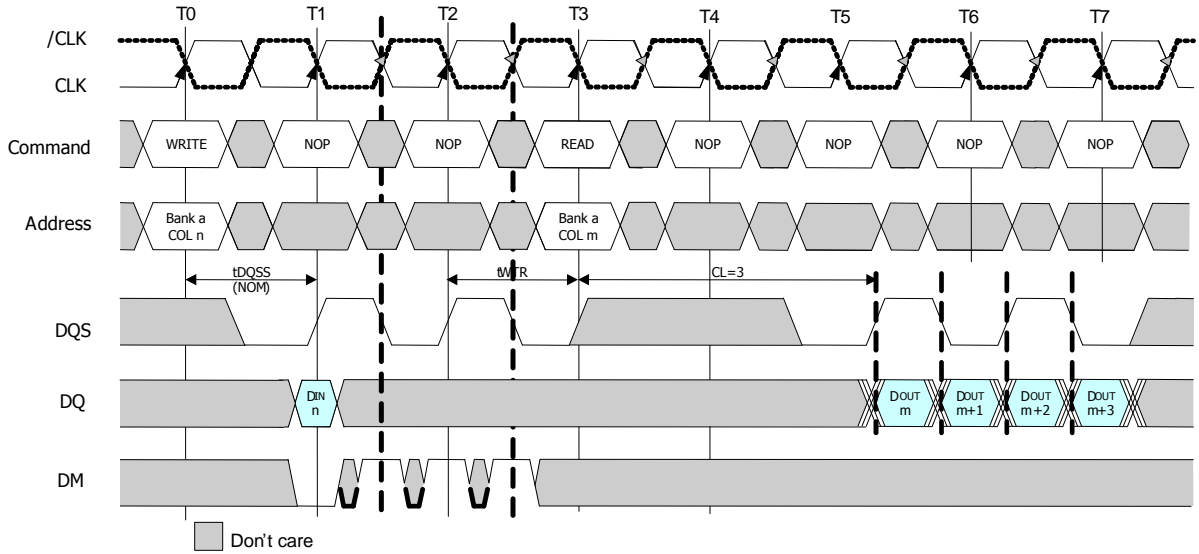 T0 T1 T2 T3 T4 T5 T6 T7
/CLK
CLK
Command WRITE NOP NOP READ NOP NOP NOP NOP
Address Bank a COL n Bank a COL m
tDQSS (NOM) tWTR CL=3
DQS
DQ DIN n DOUT m DOUT m+1 DOUT m+2 DOUT m+3
DM
Don't care